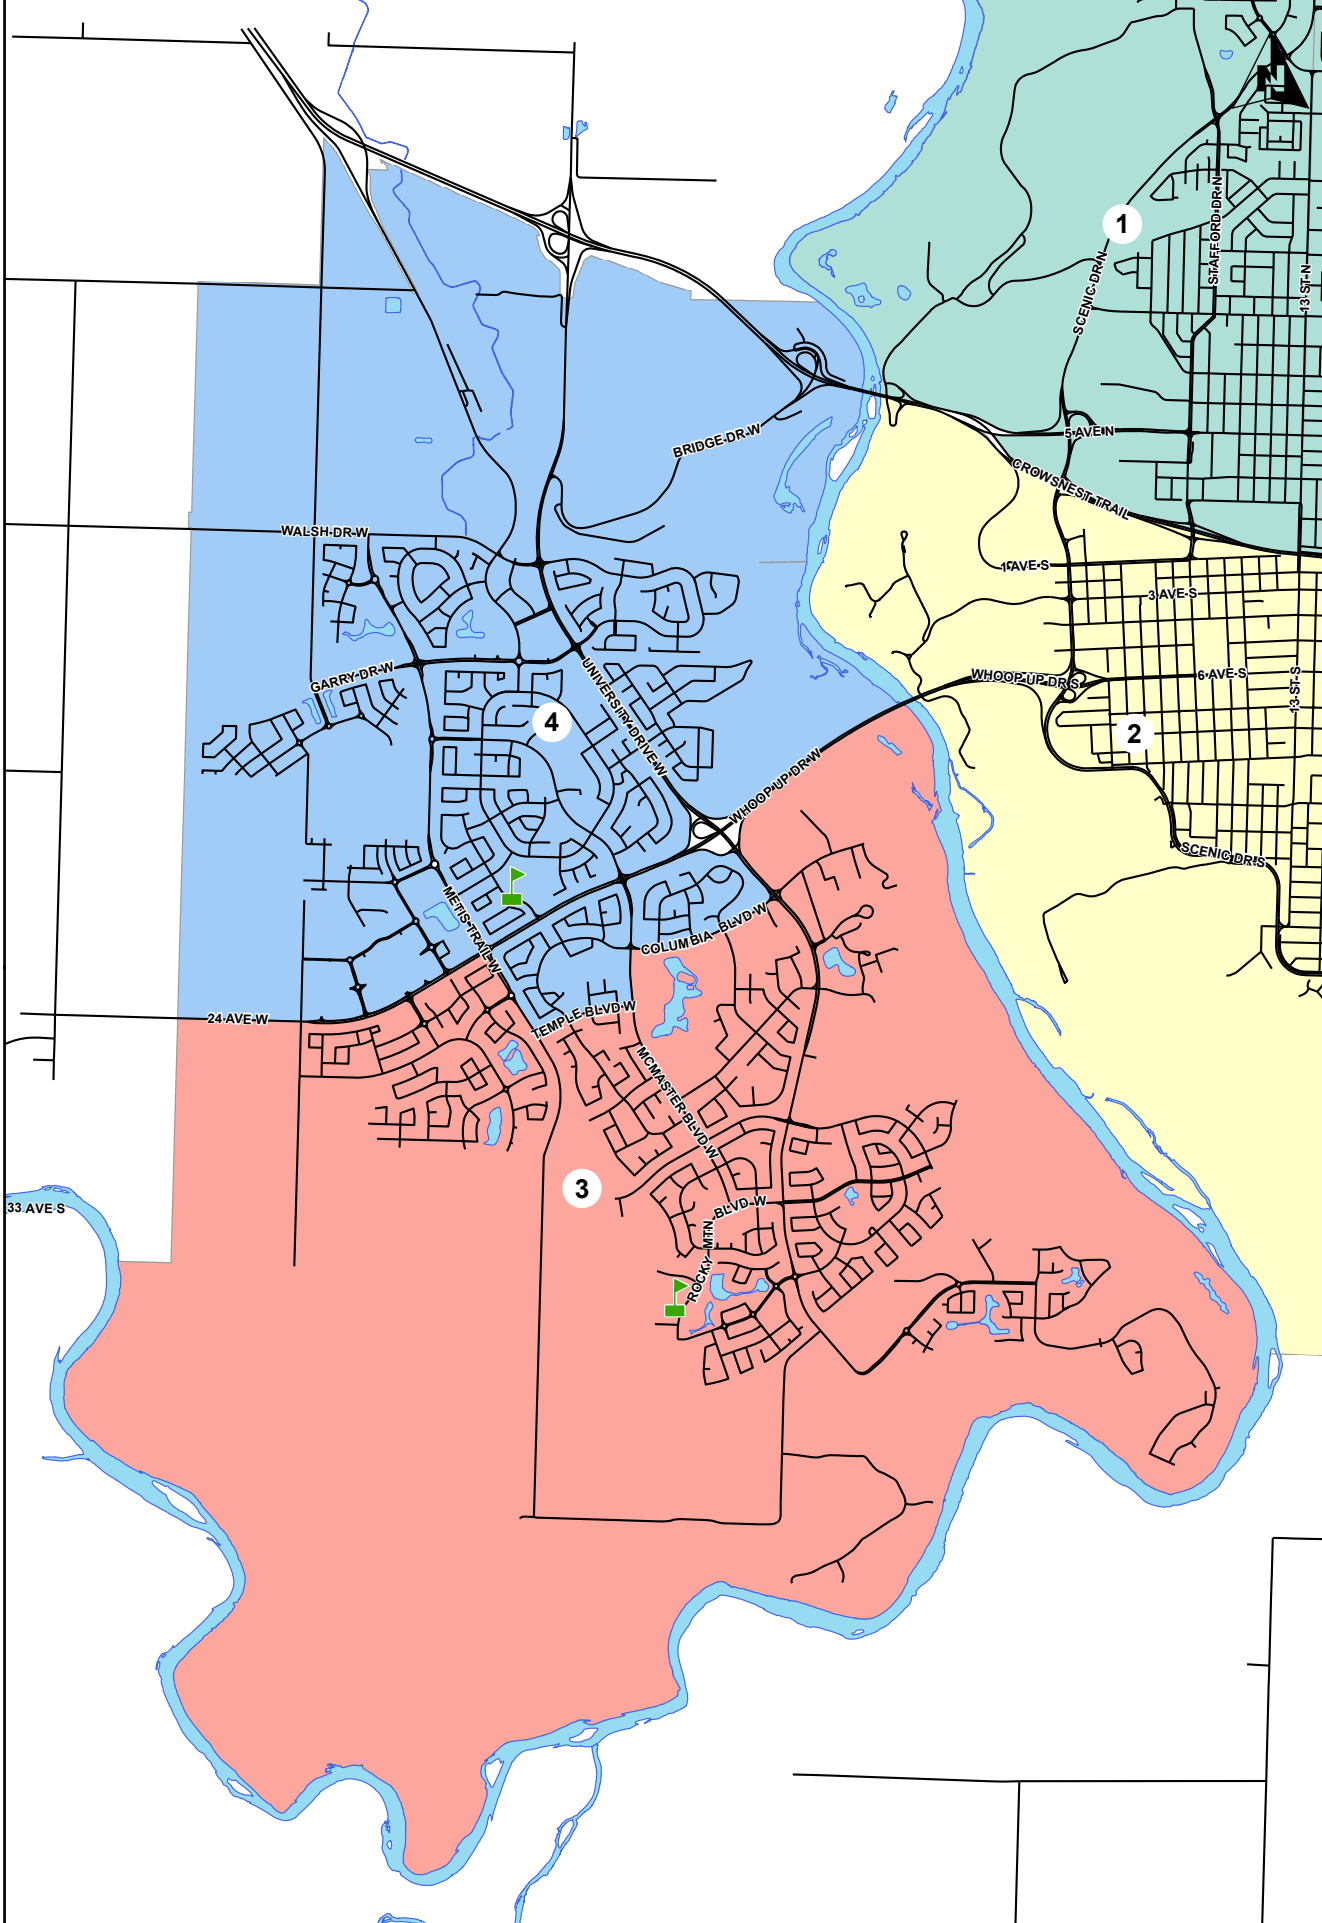 N
1
STAFFORD DR N
SCENIC DR N
13 ST N
BRIDGE DR W
5 AVE N
CROWSNEST TRAIL
WALSH DR W
1 AVE S
3 AVE S
GARRY DR W
UNIVERSITY DRIVE W
WHOOP UP DR S
6 AVE S
13 ST S
4
2
WHOOP UP DR W
SCENIC DR S
METIS TRAIL W
COLUMBIA BLVD W
24 AVE W
TEMPLE BLVD W
MCMASTER BLVD W
3
33 AVE S
ROCKY MTN BLVD W